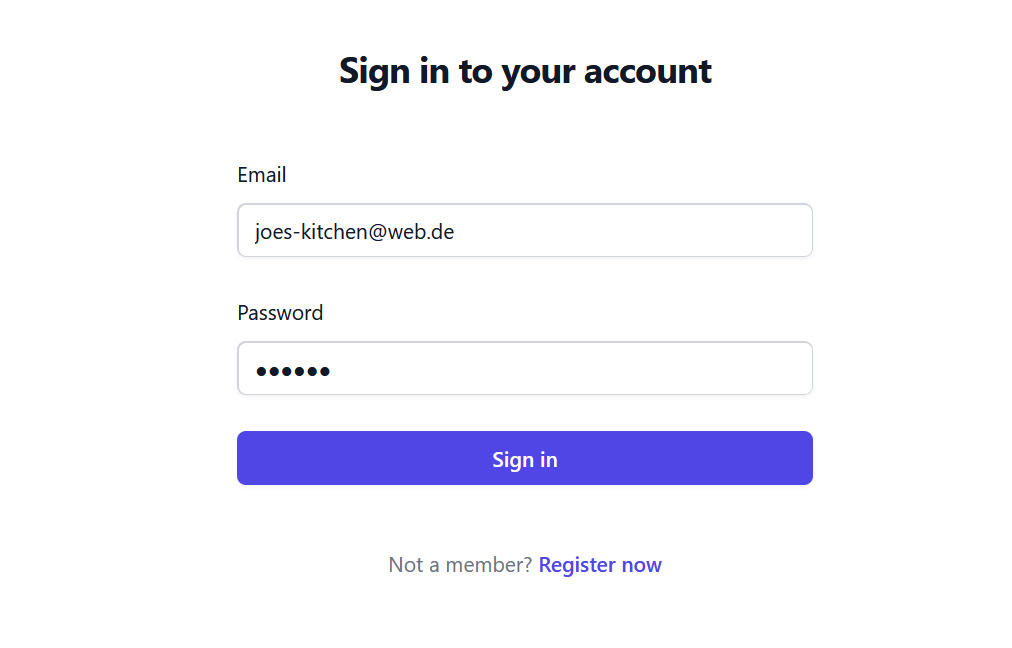 Sign in to your account
Email
joes-kitchen@web.de
Password
••••••
Sign in
Not a member? Register now